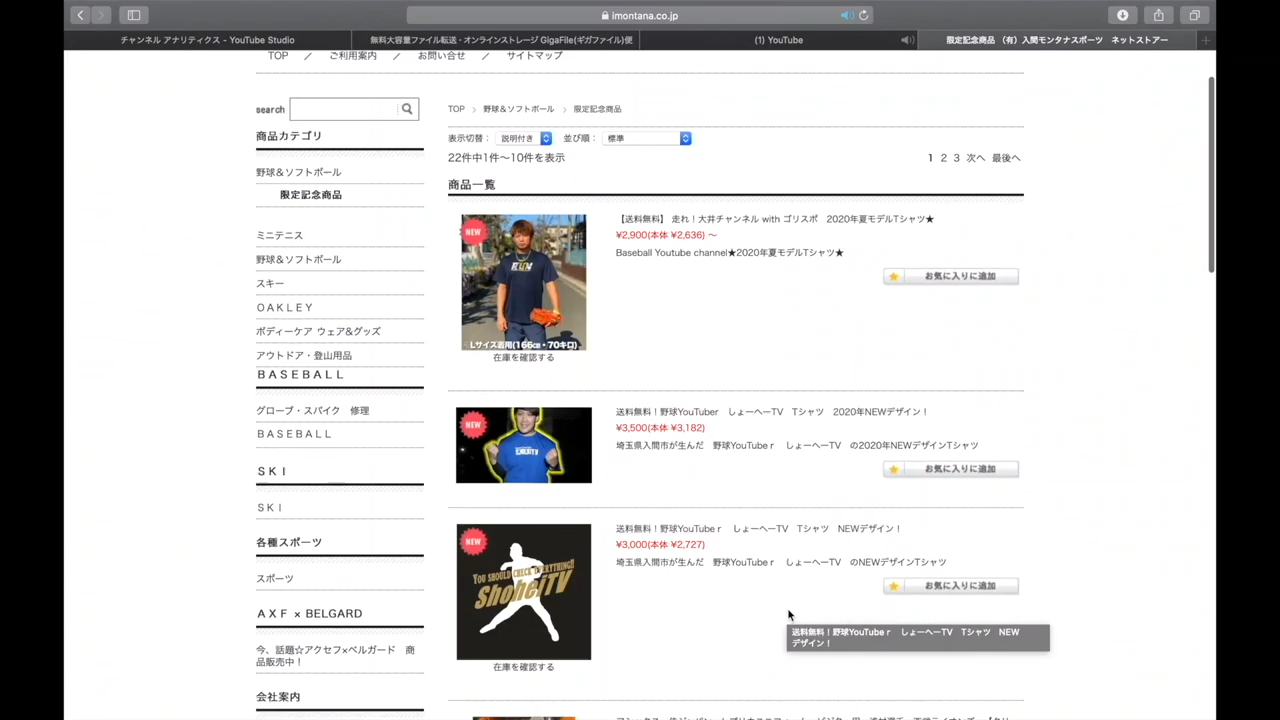 imontana.co.jp
チャンネル アナリティクス - YouTube Studio
無料大容量ファイル転送・オンラインストレージ GigaFile(ギガファイル)便
(1) YouTube
限定記念商品 （有）入間モンタナスポーツ　ネットストアー
TOP / ご利用案内 / お問い合せ / サイトマップ
search
商品カテゴリ
野球＆ソフトボール
限定記念商品
ミニテニス
野球＆ソフトボール
スキー
ＯＡＫＬＥＹ
ボディーケア ウェア&グッズ
アウトドア・登山用品
ＢＡＳＥＢＡＬＬ
グローブ・スパイク　修理
ＢＡＳＥＢＡＬＬ
ＳＫＩ
ＳＫＩ
各種スポーツ
スポーツ
ＡＸＦ × BELGARD
今、話題☆アクセフ×ベルガード　商
品販売中！
会社案内
TOP > 野球＆ソフトボール > 限定記念商品
表示切替： 説明付き 並び順： 標準
22件中1件〜10件を表示
1 2 3 次へ 最後へ
商品一覧
NEW
Lサイズ着用(166㎝・70キロ)
在庫を確認する
【送料無料】 走れ！大井チャンネル with ゴリスポ　2020年夏モデルTシャツ★
¥2,900(本体 ¥2,636) 〜
Baseball Youtube channel★2020年夏モデルTシャツ★
お気に入りに追加
NEW
送料無料！野球YouTuber　しょーへーTV　Tシャツ　2020年NEWデザイン！
¥3,500(本体 ¥3,182)
埼玉県入間市が生んだ　野球YouTubeｒ　しょーへーTV　の2020年NEWデザインTシャツ
お気に入りに追加
NEW
YOU SHOULD CHECK EVERYTHING!!
ShoheiTV
在庫を確認する
送料無料！野球YouTubeｒ　しょーへーTV　Tシャツ　NEWデザイン！
¥3,000(本体 ¥2,727)
埼玉県入間市が生んだ　野球YouTubeｒ　しょーへーTV　のNEWデザインTシャツ
お気に入りに追加
送料無料！野球YouTubeｒ　しょーへーTV　Tシャツ　NEW
デザイン！